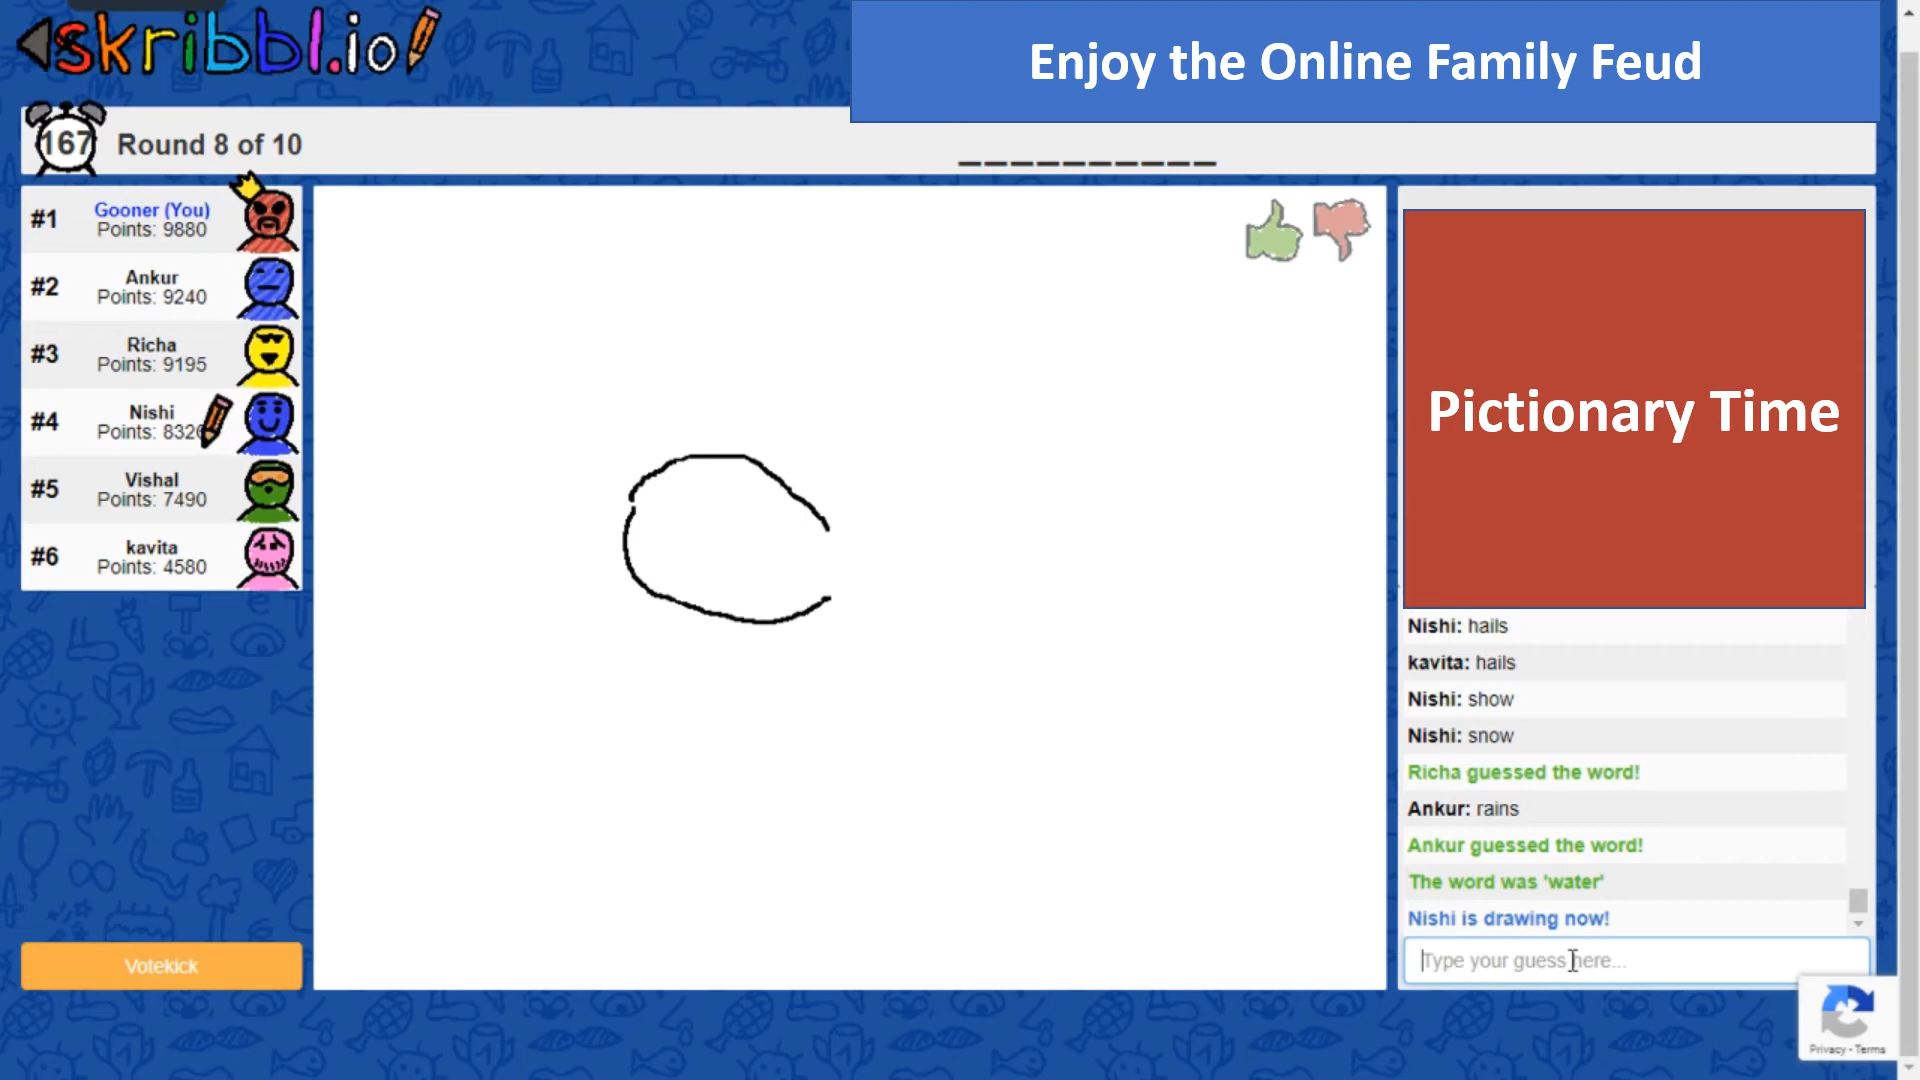 skribbl.io
Enjoy the Online Family Feud
167
Round 8 of 10
__________
#1
Gooner (You)
Points: 9880
#2
Ankur
Points: 9240
#3
Richa
Points: 9195
#4
Nishi
Points: 8320
#5
Vishal
Points: 7490
#6
kavita
Points: 4580
Votekick
Pictionary Time
Nishi: hails
kavita: hails
Nishi: show
Nishi: snow
Richa guessed the word!
Ankur: rains
Ankur guessed the word!
The word was 'water'
Nishi is drawing now!
Type your guess here...
Privacy - Terms